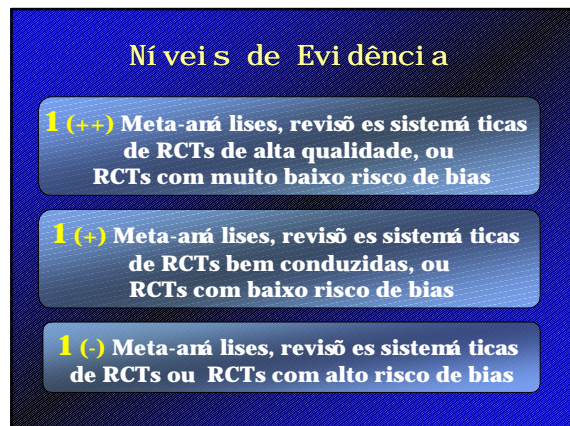 Níveis de Evidência
1 (++) Meta-análises, revisões sistemáticas
de RCTs de alta qualidade, ou
RCTs com muito baixo risco de bias
1 (+) Meta-análises, revisões sistemáticas
de RCTs bem conduzidas, ou
RCTs com baixo risco de bias
1 (-) Meta-análises, revisões sistemáticas
de RCTs ou RCTs com alto risco de bias